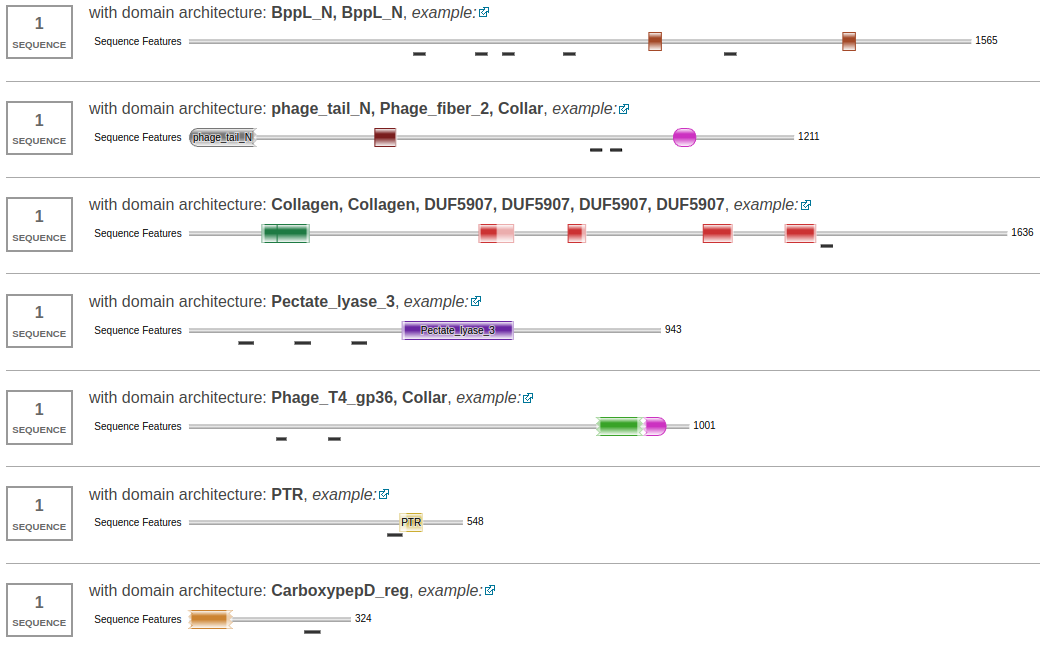 1
SEQUENCE
with domain architecture: BppL_N, BppL_N, example:
Sequence Features
1565
1
SEQUENCE
with domain architecture: phage_tail_N, Phage_fiber_2, Collar, example:
Sequence Features
phage_tail_N
1211
1
SEQUENCE
with domain architecture: Collagen, Collagen, DUF5907, DUF5907, DUF5907, DUF5907, example:
Sequence Features
1636
1
SEQUENCE
with domain architecture: Pectate_lyase_3, example:
Sequence Features
Pectate_lyase_3
943
1
SEQUENCE
with domain architecture: Phage_T4_gp36, Collar, example:
Sequence Features
1001
1
SEQUENCE
with domain architecture: PTR, example:
Sequence Features
PTR
548
1
SEQUENCE
with domain architecture: CarboxypepD_reg, example:
Sequence Features
324